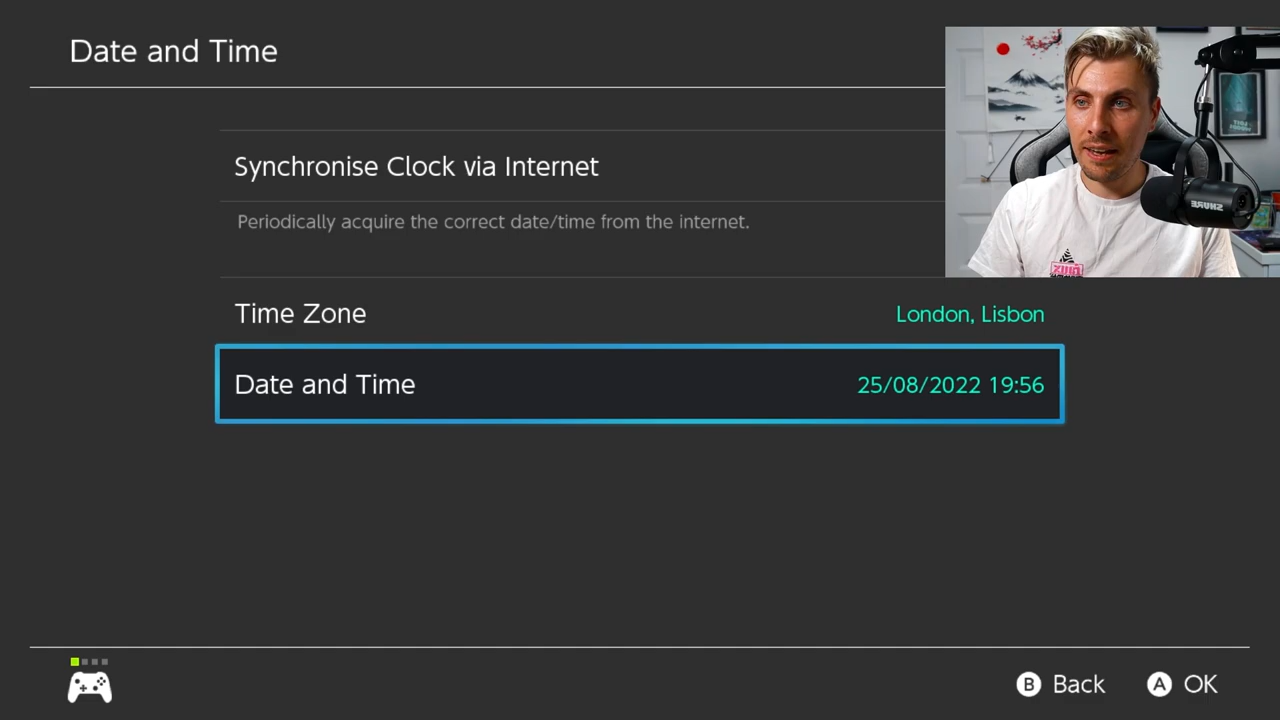 Date and Time
Synchronise Clock via Internet
Periodically acquire the correct date/time from the internet.
Time Zone London, Lisbon
Date and Time 25/08/2022 19:56
B Back A OK